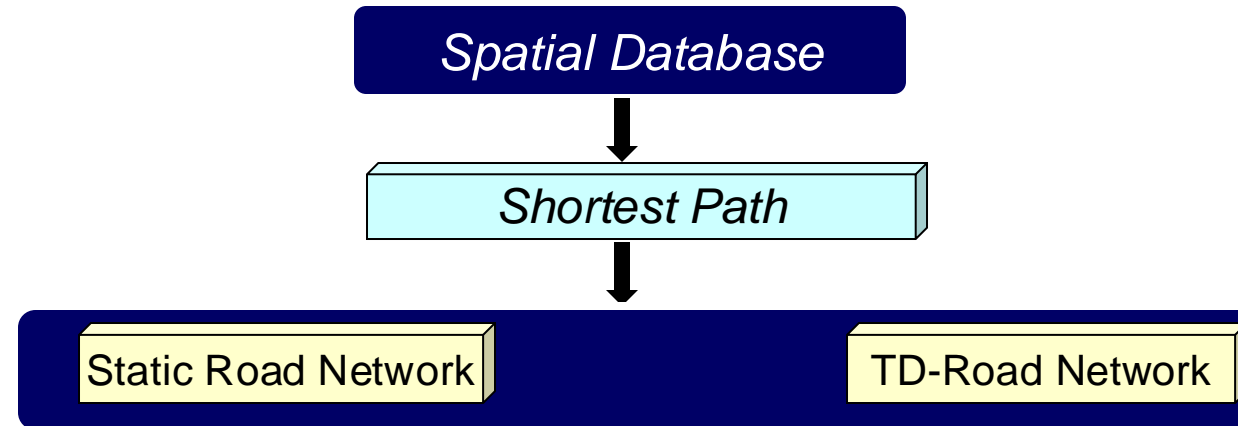 Spatial Database
Shortest Path
Static Road Network
TD-Road Network